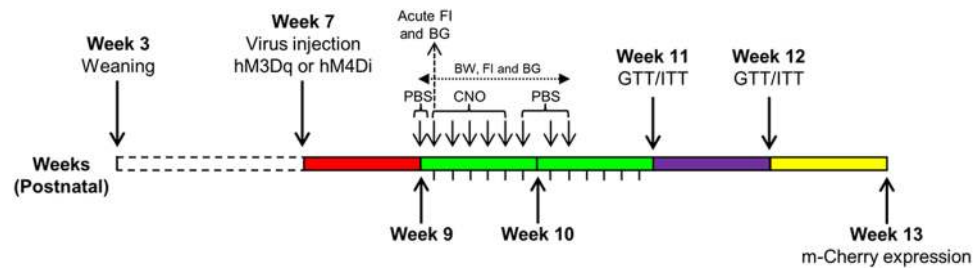 Acute FI
and BG
Week 3
Weaning
Week 7
Virus injection
hM3Dq or hM4Di
BW, FI and BG
PBS
CNO
PBS
Week 11
GTT/ITT
Week 12
GTT/ITT
Weeks
(Postnatal)
Week 9
Week 10
Week 13
m-Cherry expression